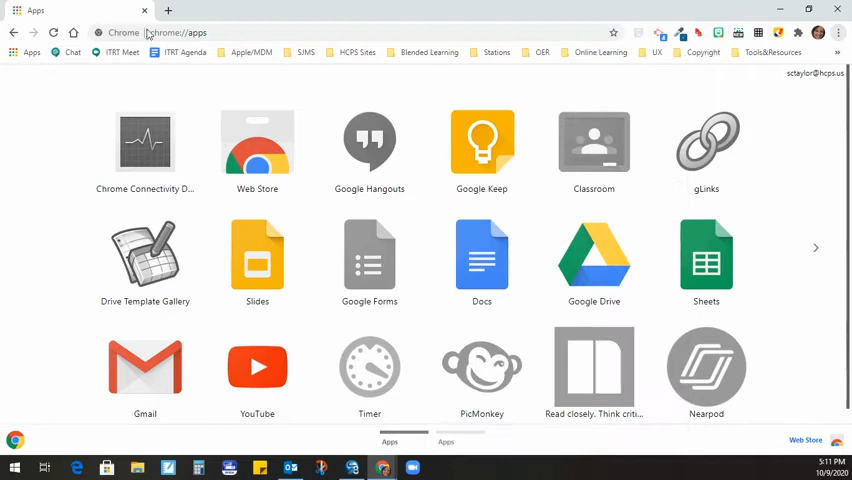 Apps
Chrome | chrome://apps
Apps Chat ITRT Meet ITRT Agenda Apple/MDM SJMS HCPS Sites Blended Learning Stations OER Online Learning UX Copyright Tools&Resources »
sctaylor@hcps.us
Chrome Connectivity D... Web Store Google Hangouts Google Keep Classroom gLinks
Drive Template Gallery Slides Google Forms Docs Google Drive Sheets
Gmail YouTube Timer PicMonkey Read closely. Think criti... Nearpod
Apps Apps Web Store
5:11 PM
10/9/2020